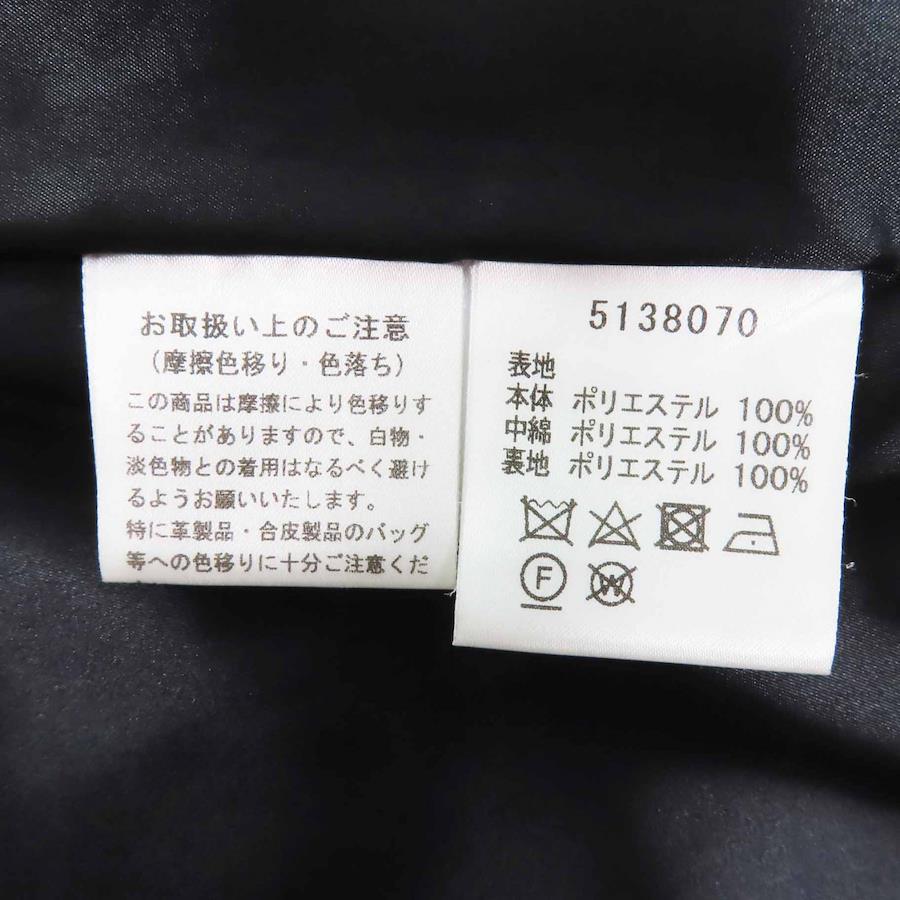 お取扱い上のご注意
(摩擦色移り・色落ち)
この商品は摩擦により色移りす
ることがありますので、白物・
淡色物との着用はなるべく避け
るようお願いいたします。
特に革製品・合皮製品のバッグ
等への色移りに十分ご注意くだ
5138070
表地
本体 ポリエステル 100%
中綿 ポリエステル 100%
裏地 ポリエステル 100%
F
W